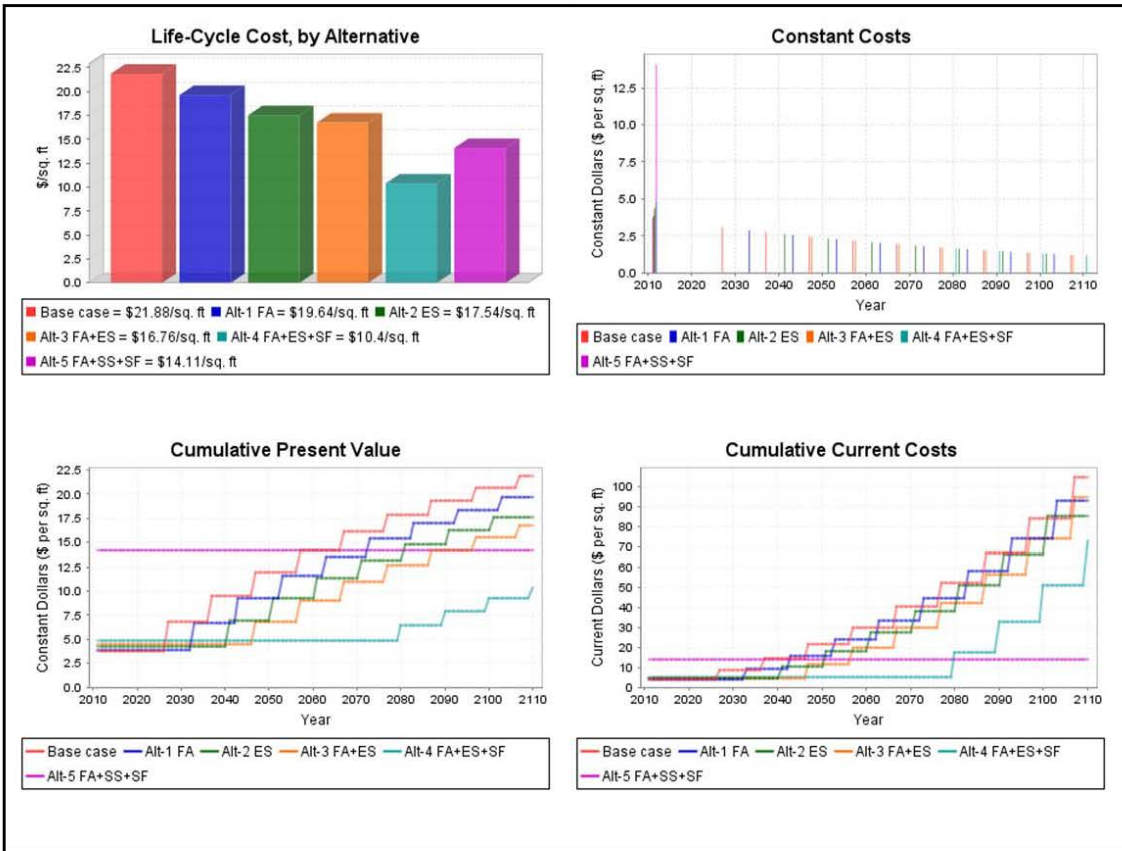 Life-Cycle Cost, by Alternative
$/sq. ft
22.5
20.0
17.5
15.0
12.5
10.0
7.5
5.0
2.5
0.0
Base case = $21.88/sq. ft Alt-1 FA = $19.64/sq. ft Alt-2 ES = $17.54/sq. ft
Alt-3 FA+ES = $16.76/sq. ft Alt-4 FA+ES+SF = $10.4/sq. ft
Alt-5 FA+SS+SF = $14.11/sq. ft
Constant Costs
Constant Dollars ($ per sq. ft)
12.5
10.0
7.5
5.0
2.5
0.0
2010 2020 2030 2040 2050 2060 2070 2080 2090 2100 2110
Year
Base case Alt-1 FA Alt-2 ES Alt-3 FA+ES Alt-4 FA+ES+SF
Alt-5 FA+SS+SF
Cumulative Present Value
Constant Dollars ($ per sq. ft)
22.5
20.0
17.5
15.0
12.5
10.0
7.5
5.0
2.5
0.0
2010 2020 2030 2040 2050 2060 2070 2080 2090 2100 2110
Year
Base case Alt-1 FA Alt-2 ES Alt-3 FA+ES Alt-4 FA+ES+SF
Alt-5 FA+SS+SF
Cumulative Current Costs
Current Dollars ($ per sq. ft)
100
90
80
70
60
50
40
30
20
10
0
2010 2020 2030 2040 2050 2060 2070 2080 2090 2100 2110
Year
Base case Alt-1 FA Alt-2 ES Alt-3 FA+ES Alt-4 FA+ES+SF
Alt-5 FA+SS+SF